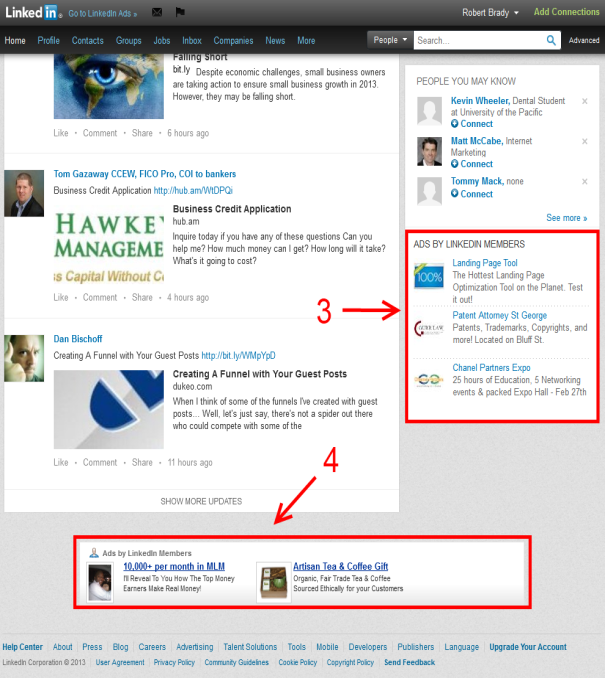 Linked in® Go to LinkedIn Ads » Robert Brady Add Connections
Home Profile Contacts Groups Jobs Inbox Companies News More People Search... Advanced
Falling Short
bit.ly Despite economic challenges, small business owners
are taking action to ensure small business growth in 2013.
However, they may be falling short.
Like • Comment • Share • 6 hours ago
Tom Gazaway CCEW, FICO Pro, COI to bankers
Business Credit Application http://hub.am/WtDPQi
HAWKEY
MANAGEME
ss Capital Without C
Business Credit Application
hub.am
Inquire today if you have any of these questions Can you
help me? How much money can I get? How long will it take?
What's it going to cost?
Like • Comment • Share • 4 hours ago
Dan Bischoff
Creating A Funnel with Your Guest Posts http://bit.ly/WMpYpD
Creating A Funnel with Your Guest Posts
dukeo.com
When I think of some of the funnels I've created with guest
posts... Well, let's just say, there's not a spider out there
who could compete with some of the
Like • Comment • Share • 11 hours ago
SHOW MORE UPDATES
PEOPLE YOU MAY KNOW
Kevin Wheeler, Dental Student
at University of the Pacific
Connect
Matt McCabe, Internet
Marketing
Connect
Tommy Mack, none
Connect
See more »
ADS BY LINKEDIN MEMBERS
100%
Landing Page Tool
The Hottest Landing Page
Optimization Tool on the Planet. Test
it out!
Patent Attorney St George
Patents, Trademarks, Copyrights, and
more! Located on Bluff St.
Chanel Partners Expo
25 hours of Education, 5 Networking
events & packed Expo Hall - Feb 27th
3
4
Ads by LinkedIn Members
10,000+ per month in MLM
I'll Reveal To You How The Top Money
Earners Make Real Money!
Artisan Tea & Coffee Gift
Organic, Fair Trade Tea & Coffee
Sourced Ethically for your Customers
Help Center About Press Blog Careers Advertising Talent Solutions Tools Mobile Developers Publishers Language Upgrade Your Account
LinkedIn Corporation © 2013 User Agreement Privacy Policy Community Guidelines Cookie Policy Copyright Policy Send Feedback